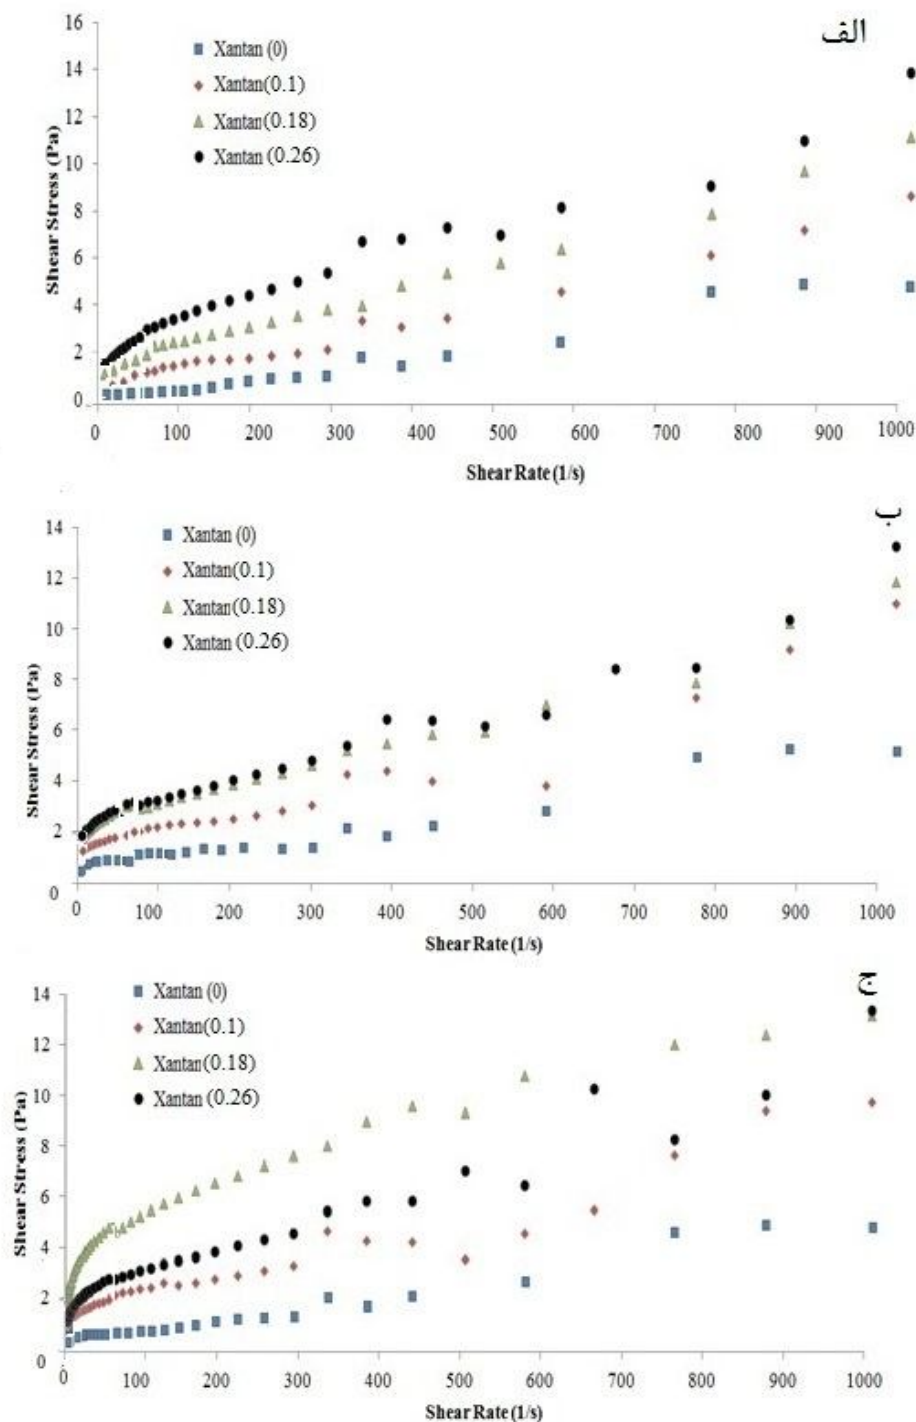 الف
16
14
12
10
8
6
4
2
0
Shear Stress (Pa)
Xantan (0)
Xantan(0.1)
Xantan(0.18)
Xantan (0.26)
0 100 200 300 400 500 600 700 800 900 1000
Shear Rate (1/s)
ب
14
12
10
8
6
4
2
0
Shear Stress (Pa)
Xantan (0)
Xantan(0.1)
Xantan(0.18)
Xantan (0.26)
0 100 200 300 400 500 600 700 800 900 1000
Shear Rate (1/s)
ج
14
12
10
8
6
4
2
0
Shear Stress (Pa)
Xantan (0)
Xantan(0.1)
Xantan(0.18)
Xantan (0.26)
0 100 200 300 400 500 600 700 800 900 1000
Shear Rate (1/s)